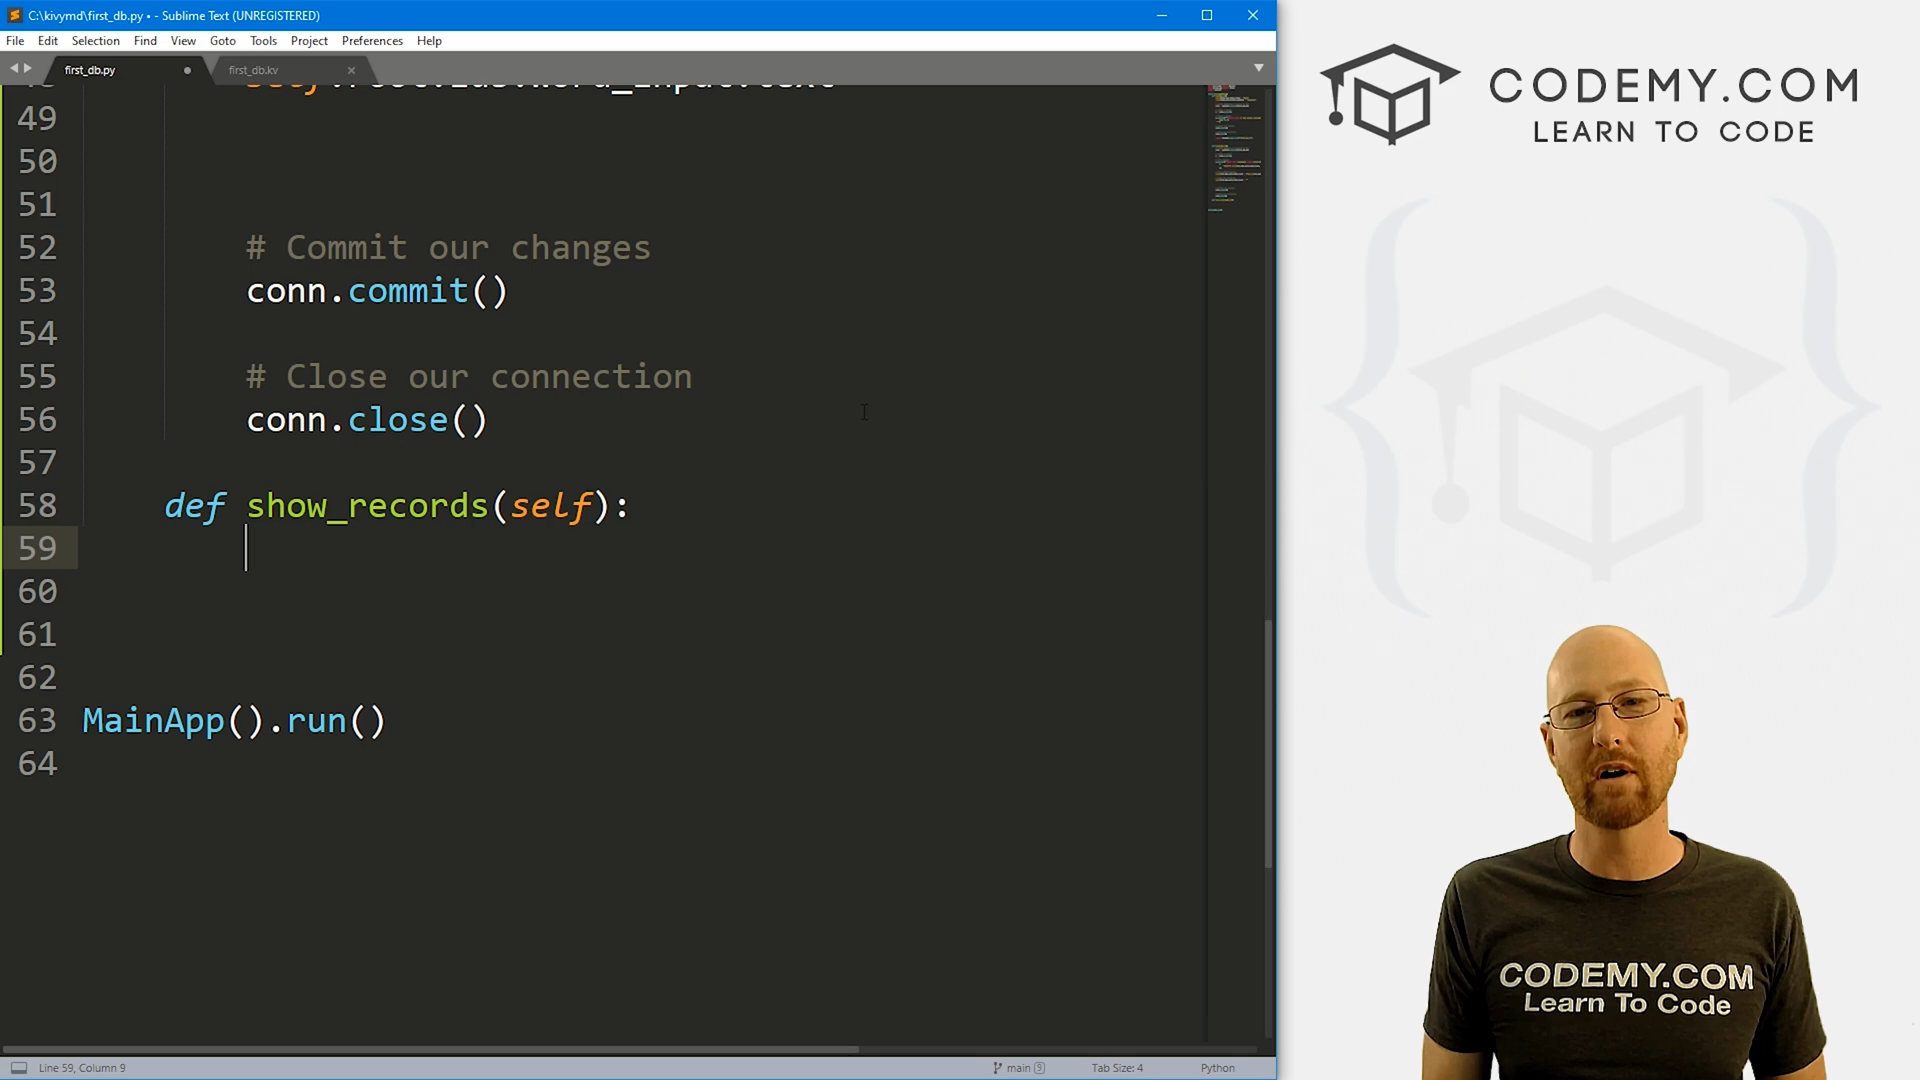 C:\kivymd\first_db.py • - Sublime Text (UNREGISTERED)
File Edit Selection Find View Goto Tools Project Preferences Help
first_db.py
first_db.kv
49
50
51
52 # Commit our changes
53 conn.commit()
54
55 # Close our connection
56 conn.close()
57
58 def show_records(self):
59
60
61
62
63 MainApp().run()
64
Line 59, Column 9
main 9
Tab Size: 4
Python
CODEMY.COM
LEARN TO CODE
CODEMY.COM
Learn To Code